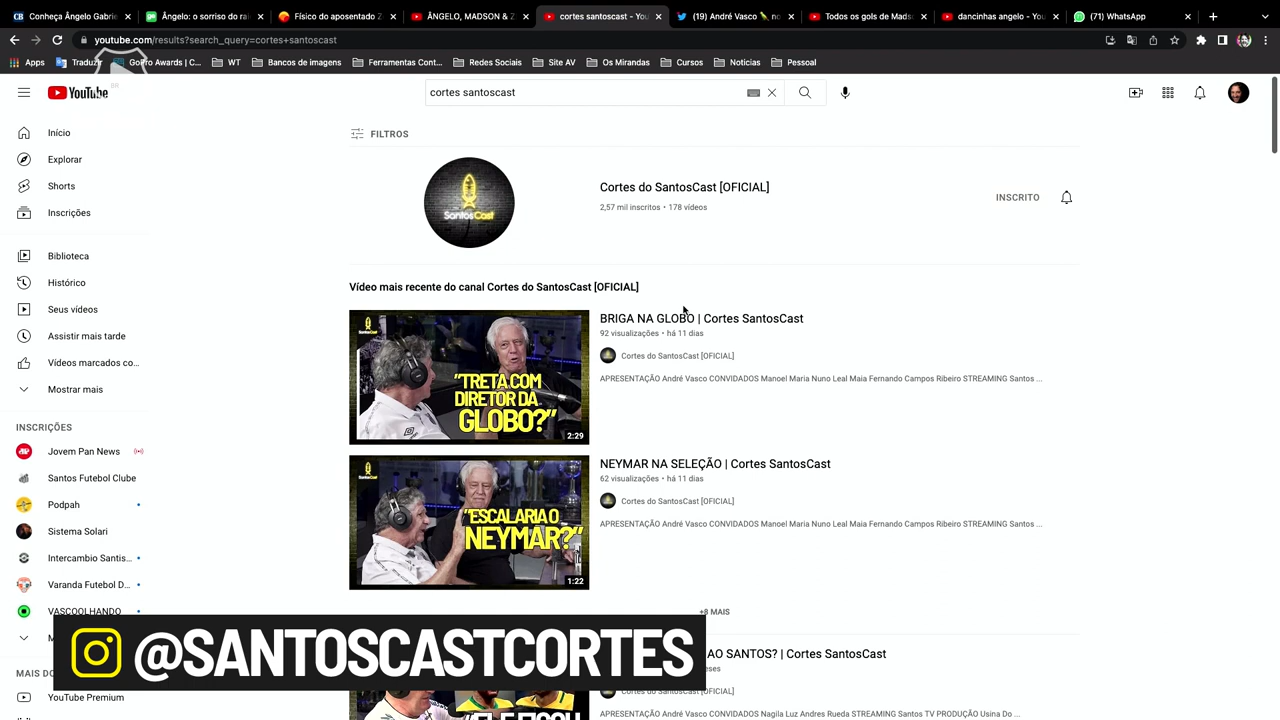 Conheça Ângelo Gabrie
Ângelo: o sorriso do rai
Físico do aposentado Z
ÂNGELO, MADSON & Z
cortes santoscast - You
(19) André Vasco
no
Todos os gols de Mads
dancinhas angelo - You
(71) WhatsApp
youtube.com/results?search_query=cortes+santoscast
Apps
Traduzir
GoPro Awards | C...
WT
Bancos de imagens
Ferramentas Cont...
Redes Sociais
Site AV
Os Mirandas
Cursos
Noticias
Pessoal
YouTube
BR
cortes santoscast
Início
Explorar
Shorts
Inscrições
Biblioteca
Histórico
Seus vídeos
Assistir mais tarde
Vídeos marcados co...
Mostrar mais
INSCRIÇÕES
Jovem Pan News
Santos Futebol Clube
Podpah
Sistema Solari
Intercambio Santis...
Varanda Futebol D...
VASCOOLHANDO
MAIS DO
YouTube Premium
FILTROS
SantosCast
Cortes do SantosCast [OFICIAL]
2,57 mil inscritos • 178 vídeos
INSCRITO
Vídeo mais recente do canal Cortes do SantosCast [OFICIAL]
"TRETA COM
DIRETOR DA
GLOBO?"
2:29
BRIGA NA GLOBO | Cortes SantosCast
92 visualizações • há 11 dias
Cortes do SantosCast [OFICIAL]
APRESENTAÇÃO André Vasco CONVIDADOS Manoel Maria Nuno Leal Maia Fernando Campos Ribeiro STREAMING Santos ...
"ESCALARIA O
NEYMAR?"
1:22
NEYMAR NA SELEÇÃO | Cortes SantosCast
62 visualizações • há 11 dias
Cortes do SantosCast [OFICIAL]
APRESENTAÇÃO André Vasco CONVIDADOS Manoel Maria Nuno Leal Maia Fernando Campos Ribeiro STREAMING Santos ...
+8 MAIS
AO SANTOS? | Cortes SantosCast
meses
Cortes do SantosCast [OFICIAL]
APRESENTAÇÃO André Vasco CONVIDADOS Nagila Luz Andres Rueda STREAMING Santos TV PRODUÇÃO Usina Do ...
@SANTOSCASTCORTES